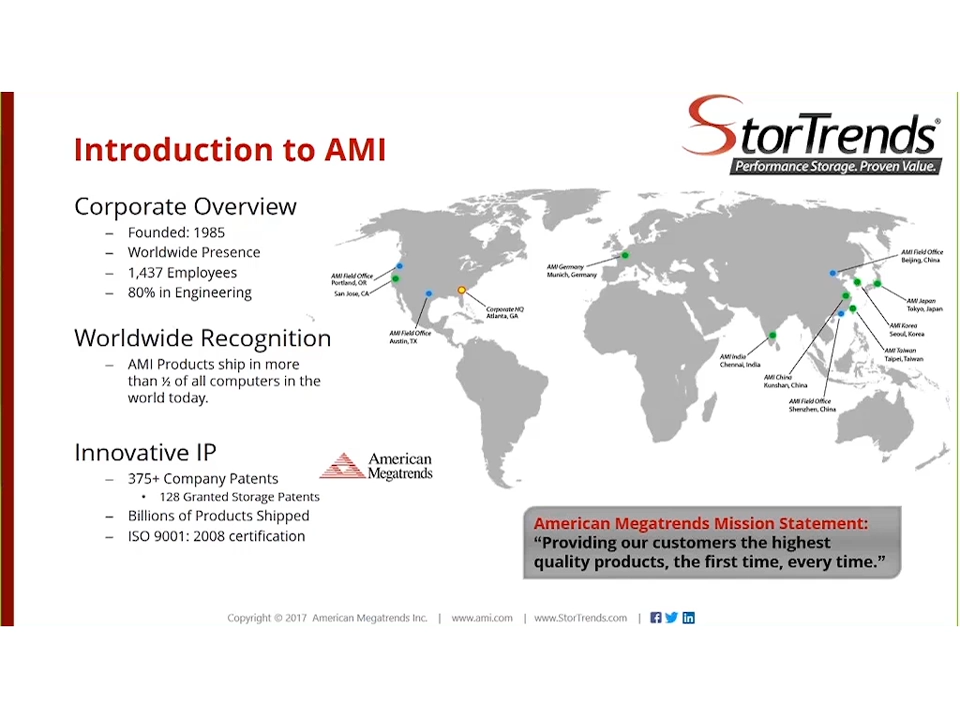 StorTrends®
Performance Storage. Proven Value.
Introduction to AMI
Corporate Overview
– Founded: 1985
– Worldwide Presence
– 1,437 Employees
– 80% in Engineering
Worldwide Recognition
– AMI Products ship in more
than ½ of all computers in the
world today.
Innovative IP
– 375+ Company Patents
• 128 Granted Storage Patents
– Billions of Products Shipped
– ISO 9001: 2008 certification
American
Megatrends
AMI Field Office
Portland, OR
San Jose, CA
AMI Field Office
Austin, TX
Corporate HQ
Atlanta, GA
AMI Germany
Munich, Germany
AMI India
Chennai, India
AMI China
Kunshan, China
AMI Field Office
Shenzhen, China
AMI Field Office
Beijing, China
AMI Japan
Tokyo, Japan
AMI Korea
Seoul, Korea
AMI Taiwan
Taipei, Taiwan
American Megatrends Mission Statement:
“Providing our customers the highest
quality products, the first time, every time.”
Copyright © 2017 American Megatrends Inc. | www.ami.com | www.StorTrends.com |